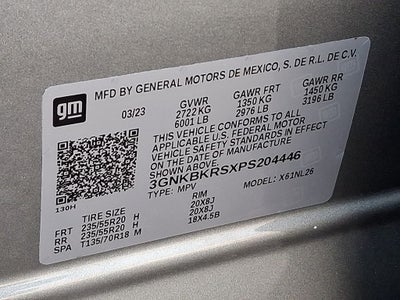 gm
MFD BY GENERAL MOTORS DE MEXICO, S. DE R.L. DE C.V.
03/23 GVWR GAWR FRT GAWR RR
2722 KG 1350 KG 1450 KG
6001 LB 2976 LB 3196 LB
THIS VEHICLE CONFORMS TO ALL
APPLICABLE U.S. FEDERAL MOTOR
VEHICLE SAFETY STANDARDS IN EFFECT
ON THE DATE OF MANUFACTURE
SHOWN ABOVE.
3GNKBKRSXPS204446
TYPE: MPV MODEL: X61NL26
130H
TIRE SIZE RIM
FRT 235/55R20 H 20X8J
RR 235/55R20 H 20X8J
SPA T135/70R18 M 18X4.5B